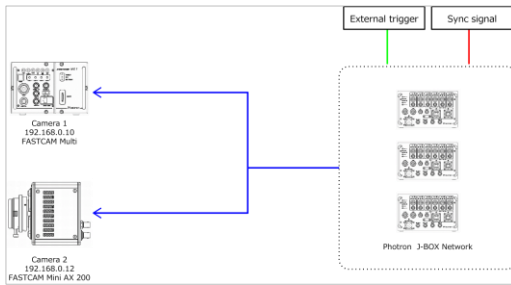 External trigger
Sync signal
Camera 1
192.168.0.10
FASTCAM Multi
Camera 2
192.168.0.12
FASTCAM Mini AX 200
Photron J-BOX Network